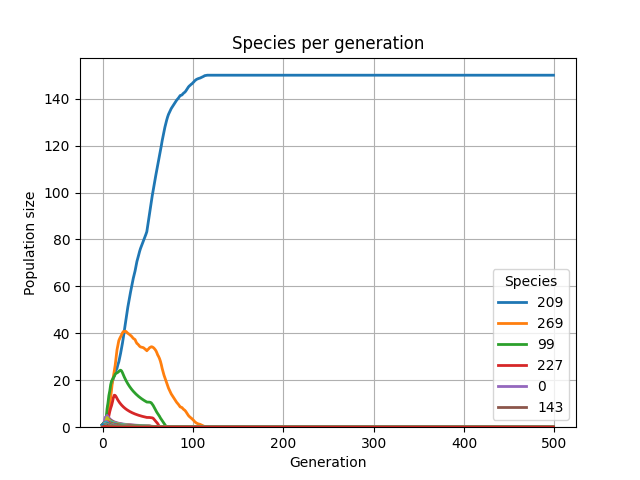 Species per generation
Population size
140
120
100
80
60
40
20
0
0 100 200 300 400 500
Generation
Species
209
269
99
227
0
143